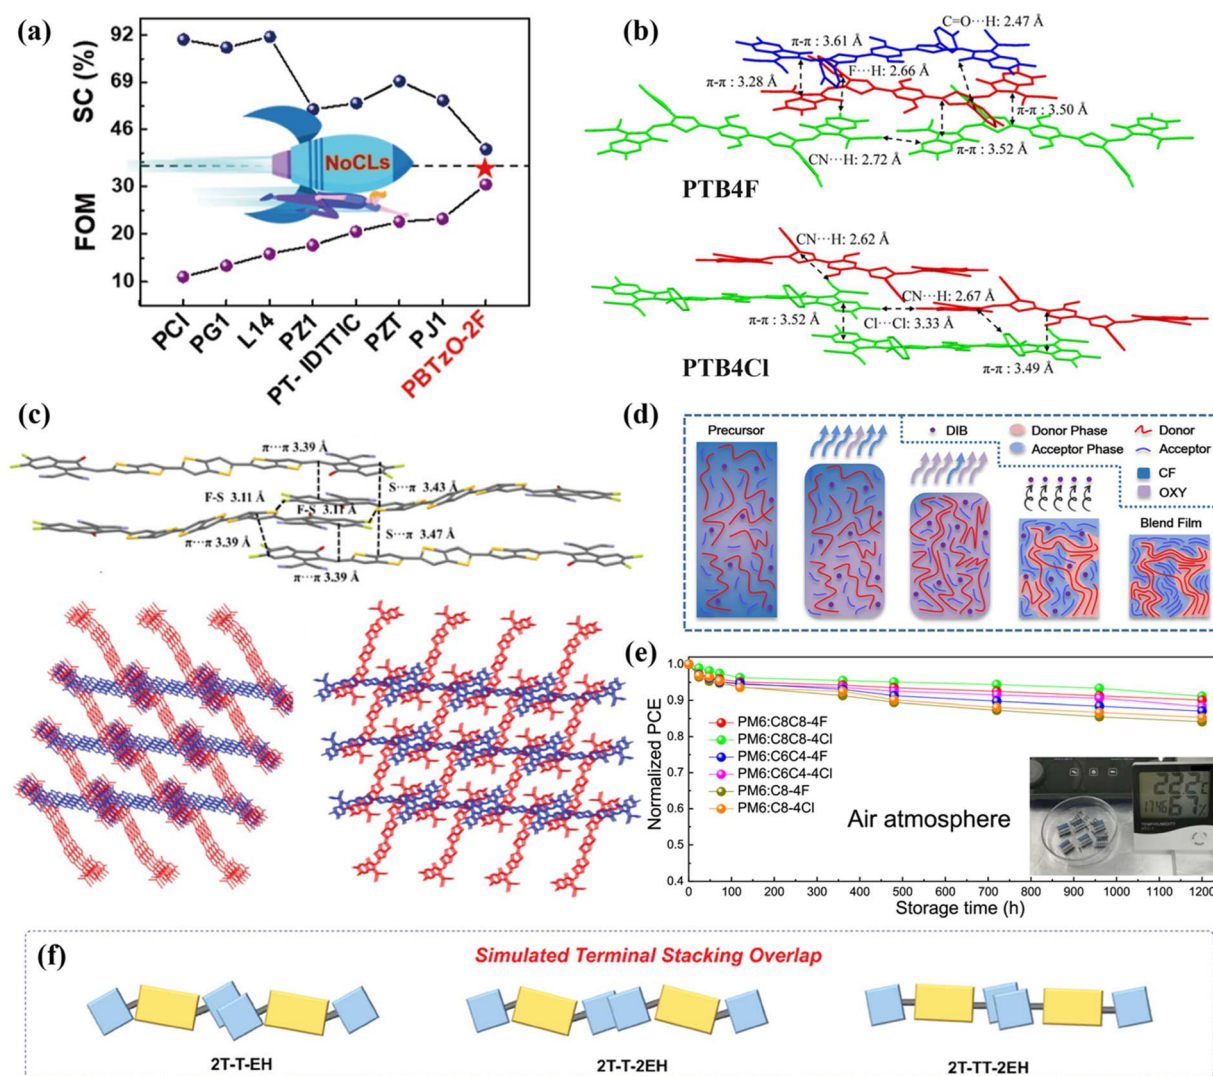 (a)
SC (%)
92
69
46
FOM
30
20
10
NoCLs
PCI
PG1
L14
PZ1
PT- IDTTIC
PZT
PJ1
PBTzO-2F
(b)
C=O···H: 2.47 Å
π-π : 3.61 Å
F···H: 2.66 Å
π-π : 3.28 Å
π-π : 3.50 Å
CN···H: 2.72 Å
π-π : 3.52 Å
PTB4F
CN···H: 2.62 Å
CN···H: 2.67 Å
π-π : 3.52 Å
Cl···Cl: 3.33 Å
PTB4Cl
π-π : 3.49 Å
(c)
π···π 3.39 Å
S···π 3.43 Å
F-S 3.11 Å
F-S 3.11 Å
π···π 3.39 Å
S···π 3.47 Å
π···π 3.39 Å
(d)
Precursor
DIB
Donor Phase
Acceptor Phase
Donor
Acceptor
CF
OXY
Blend Film
(e)
Normalized PCE
1.0
0.9
0.8
0.7
0.6
0.5
0.4
PM6:C8C8-4F
PM6:C8C8-4Cl
PM6:C6C4-4F
PM6:C6C4-4Cl
PM6:C8-4F
PM6:C8-4Cl
Air atmosphere
0 100 200 300 400 500 600 700 800 900 1000 1100 1200
Storage time (h)
(f)
Simulated Terminal Stacking Overlap
2T-T-EH
2T-T-2EH
2T-TT-2EH